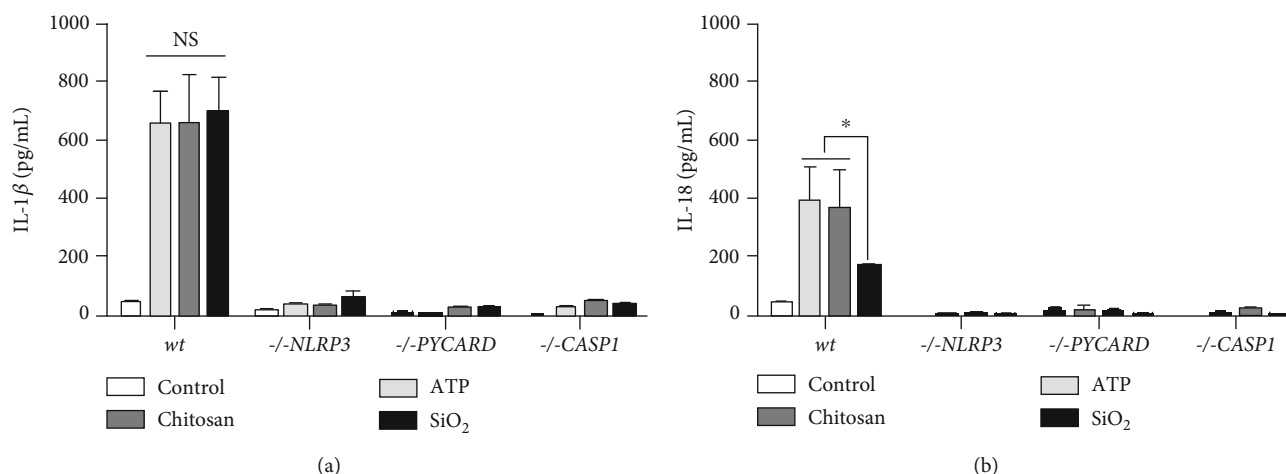 1000
800
600
400
200
0
IL-1β (pg/mL)
NS
wt
-/-NLRP3
-/-PYCARD
-/-CASP1
Control
ATP
Chitosan
SiO₂
(a)
1000
800
600
400
200
0
IL-18 (pg/mL)
*
wt
-/-NLRP3
-/-PYCARD
-/-CASP1
Control
ATP
Chitosan
SiO₂
(b)